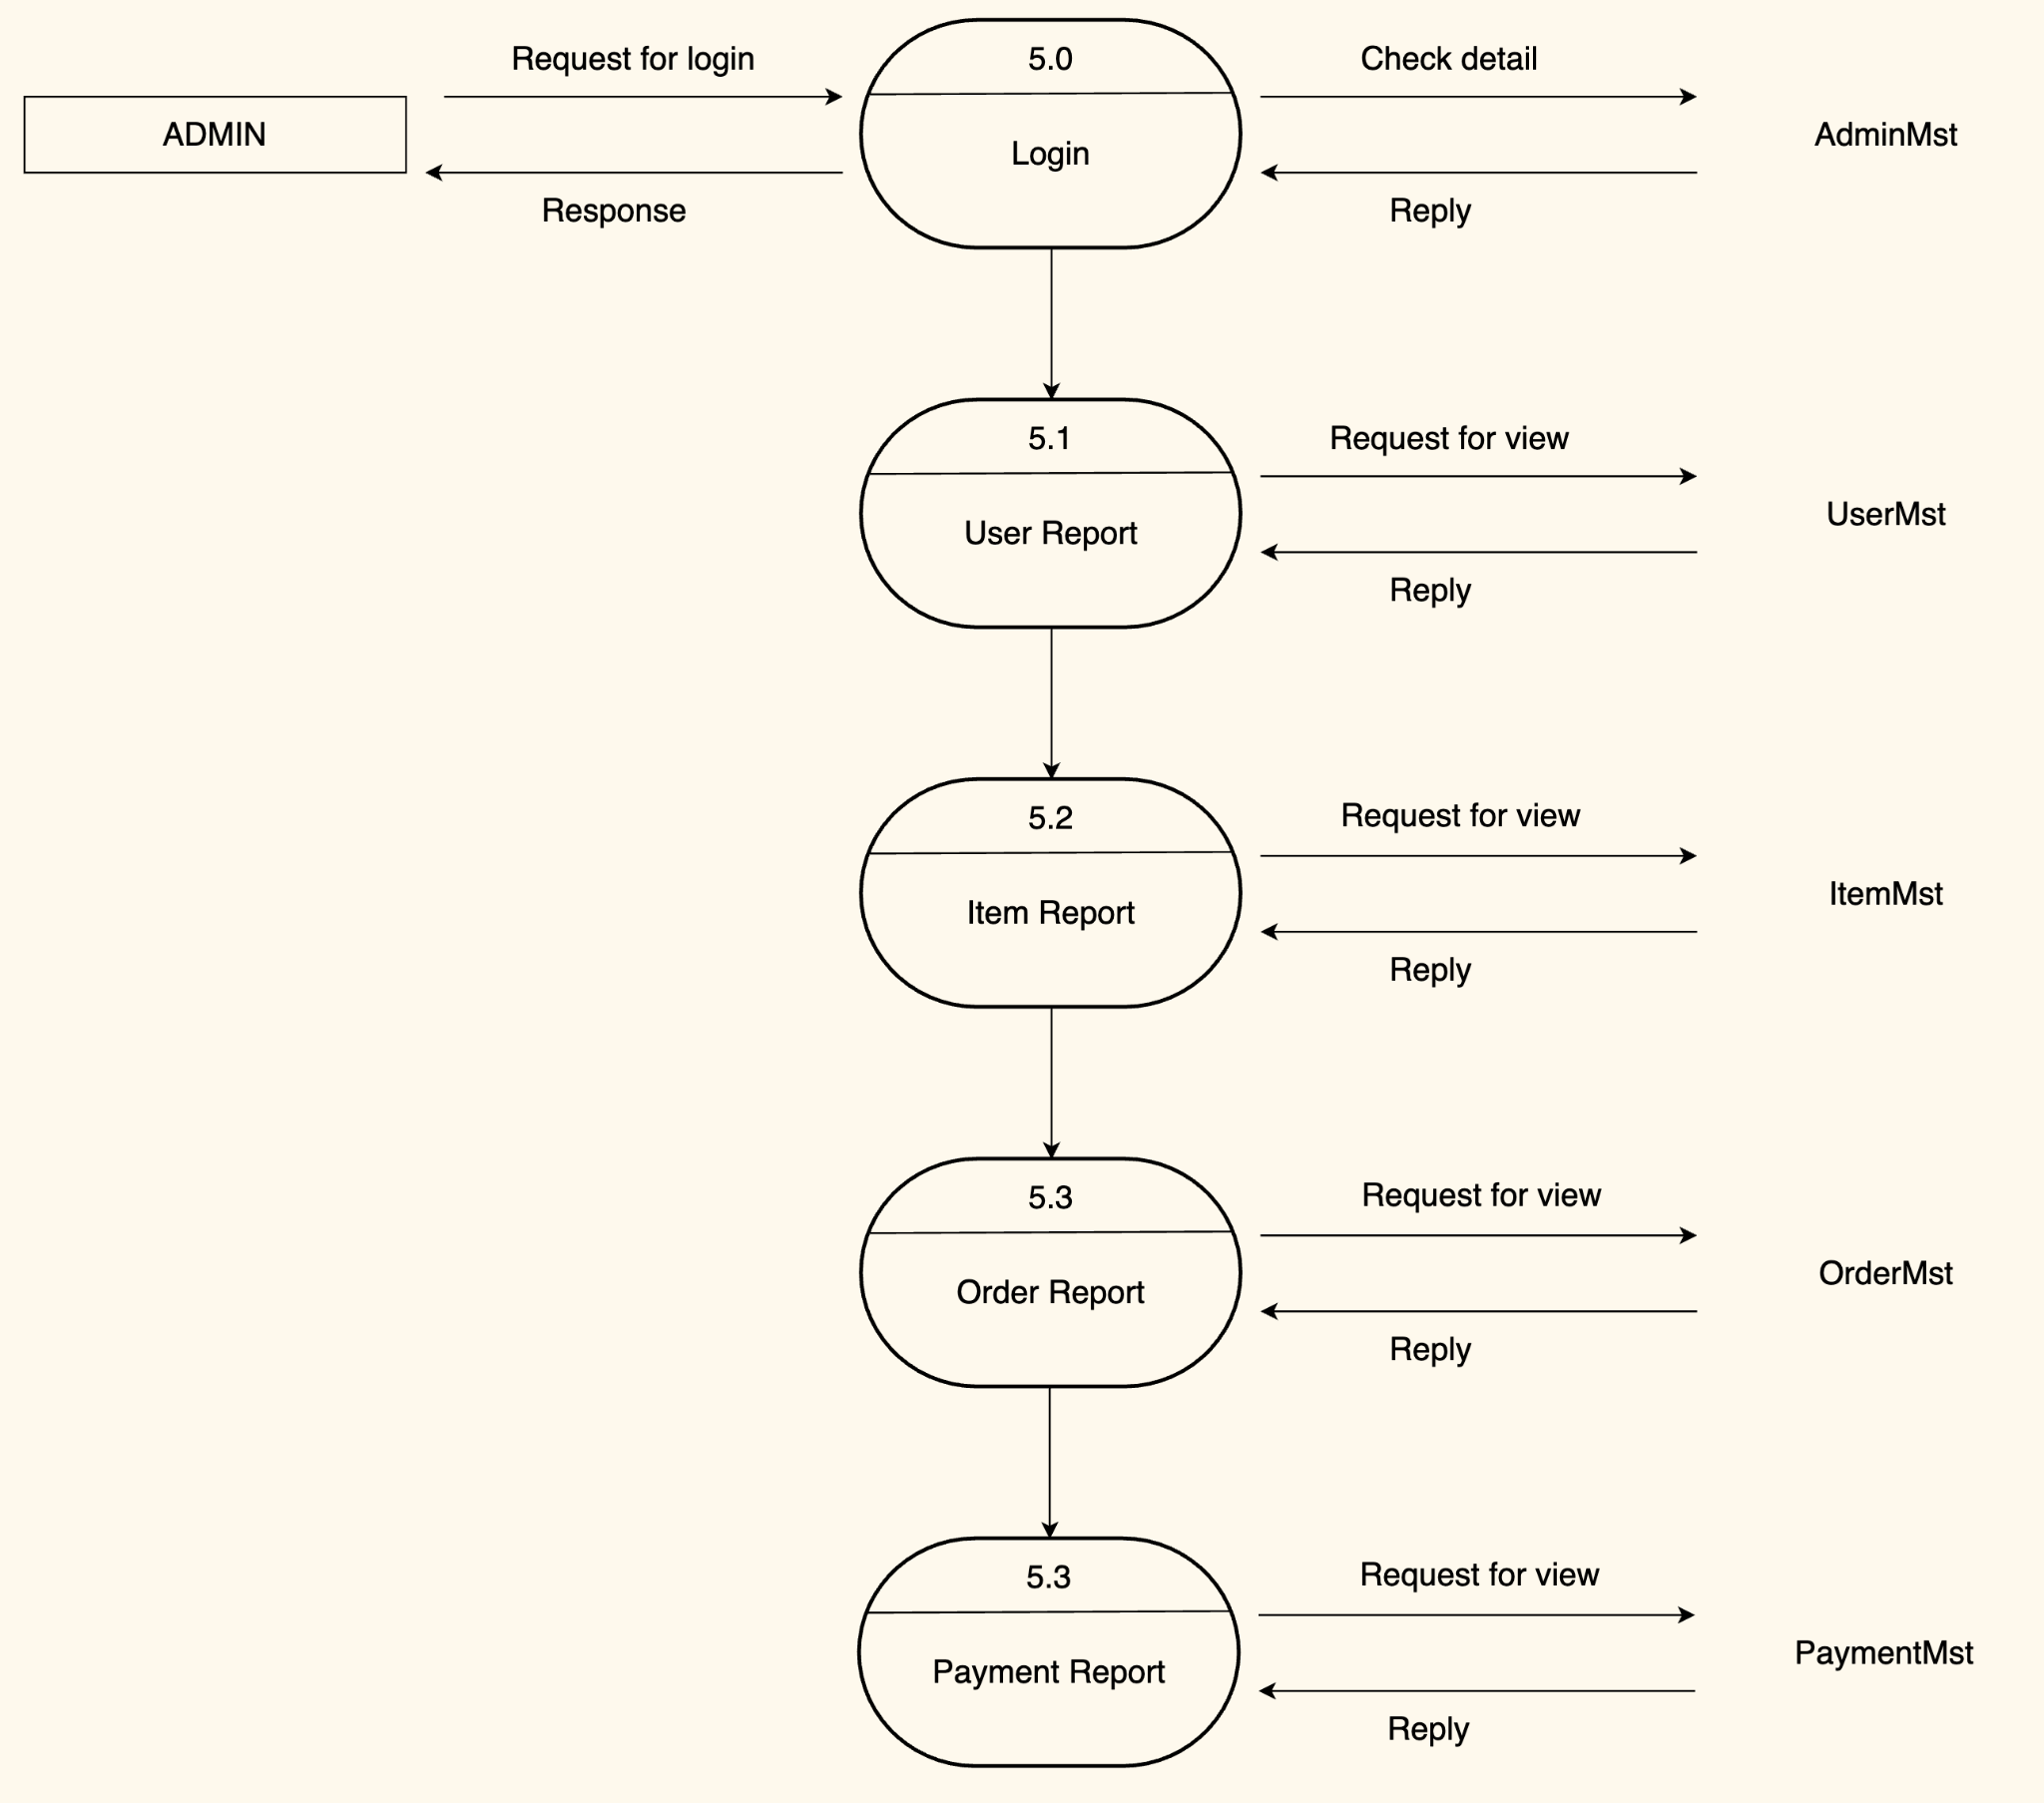 Request for login
5.0
Check detail
ADMIN
Login
AdminMst
Response
Reply
5.1
Request for view
User Report
UserMst
Reply
5.2
Request for view
Item Report
ItemMst
Reply
5.3
Request for view
Order Report
OrderMst
Reply
5.3
Request for view
Payment Report
PaymentMst
Reply